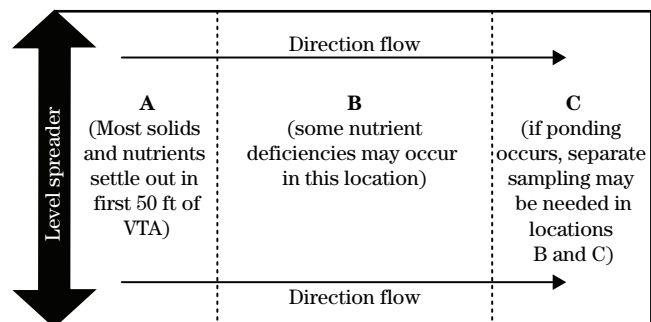 Direction flow
Level spreader
A
(Most solids
and nutrients
settle out in
first 50 ft of
VTA)
B
(some nutrient
deficiencies may occur
in this location)
C
(if ponding
occurs, separate
sampling may
be needed in
locations
B and C)
Direction flow